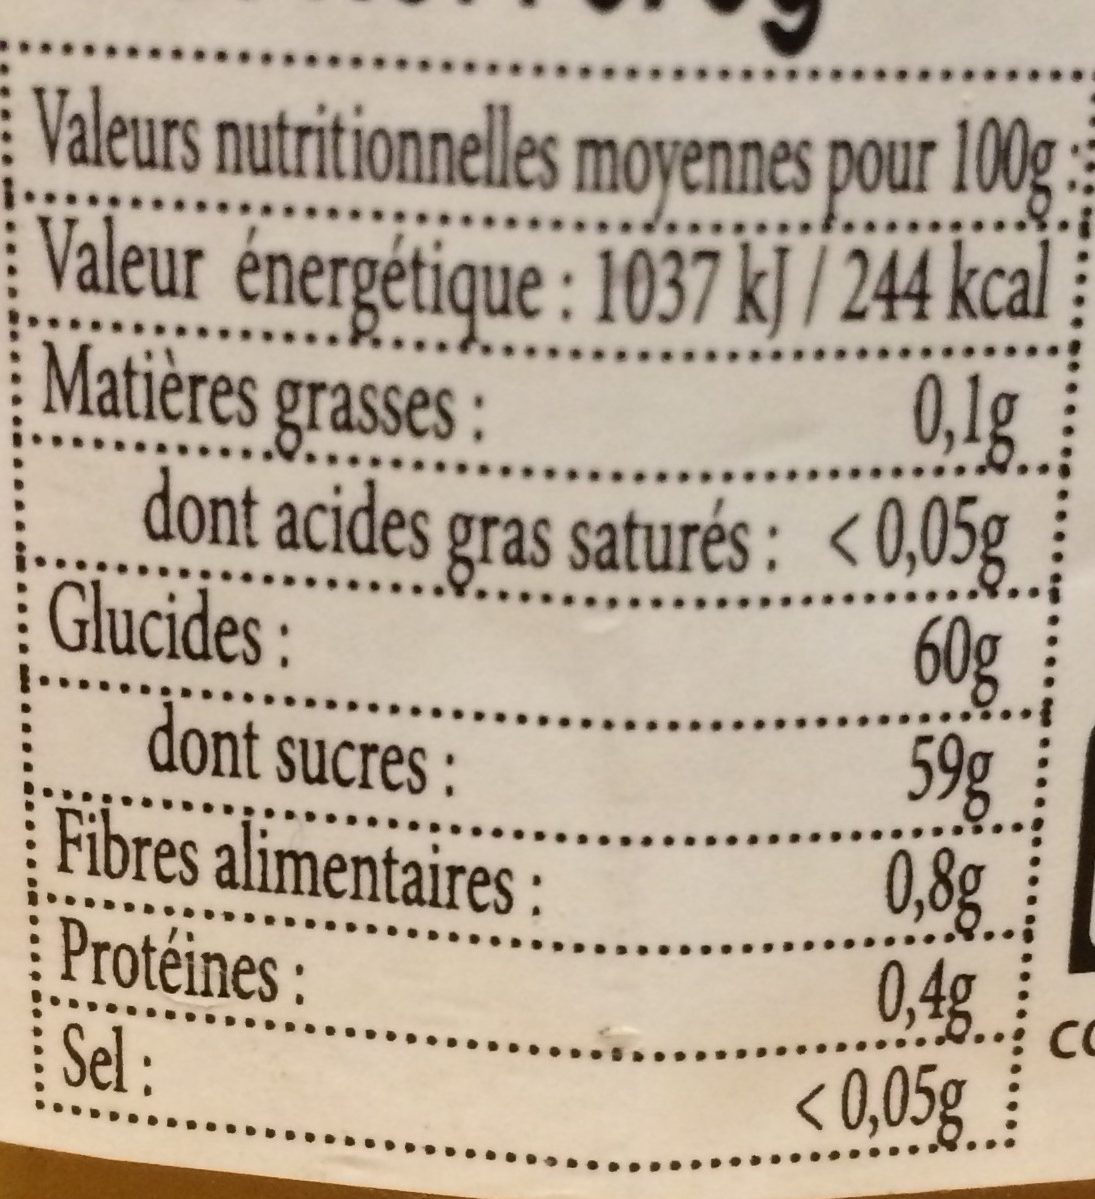 Valeurs nutritionnelles moyennes pour 100g :
Valeur énergétique : 1037 kJ / 244 kcal
Matières grasses : 0,1g
dont acides gras saturés : < 0,05g
Glucides : 60g
dont sucres : 59g
Fibres alimentaires : 0,8g
Protéines : 0,4g
Sel : < 0,05g